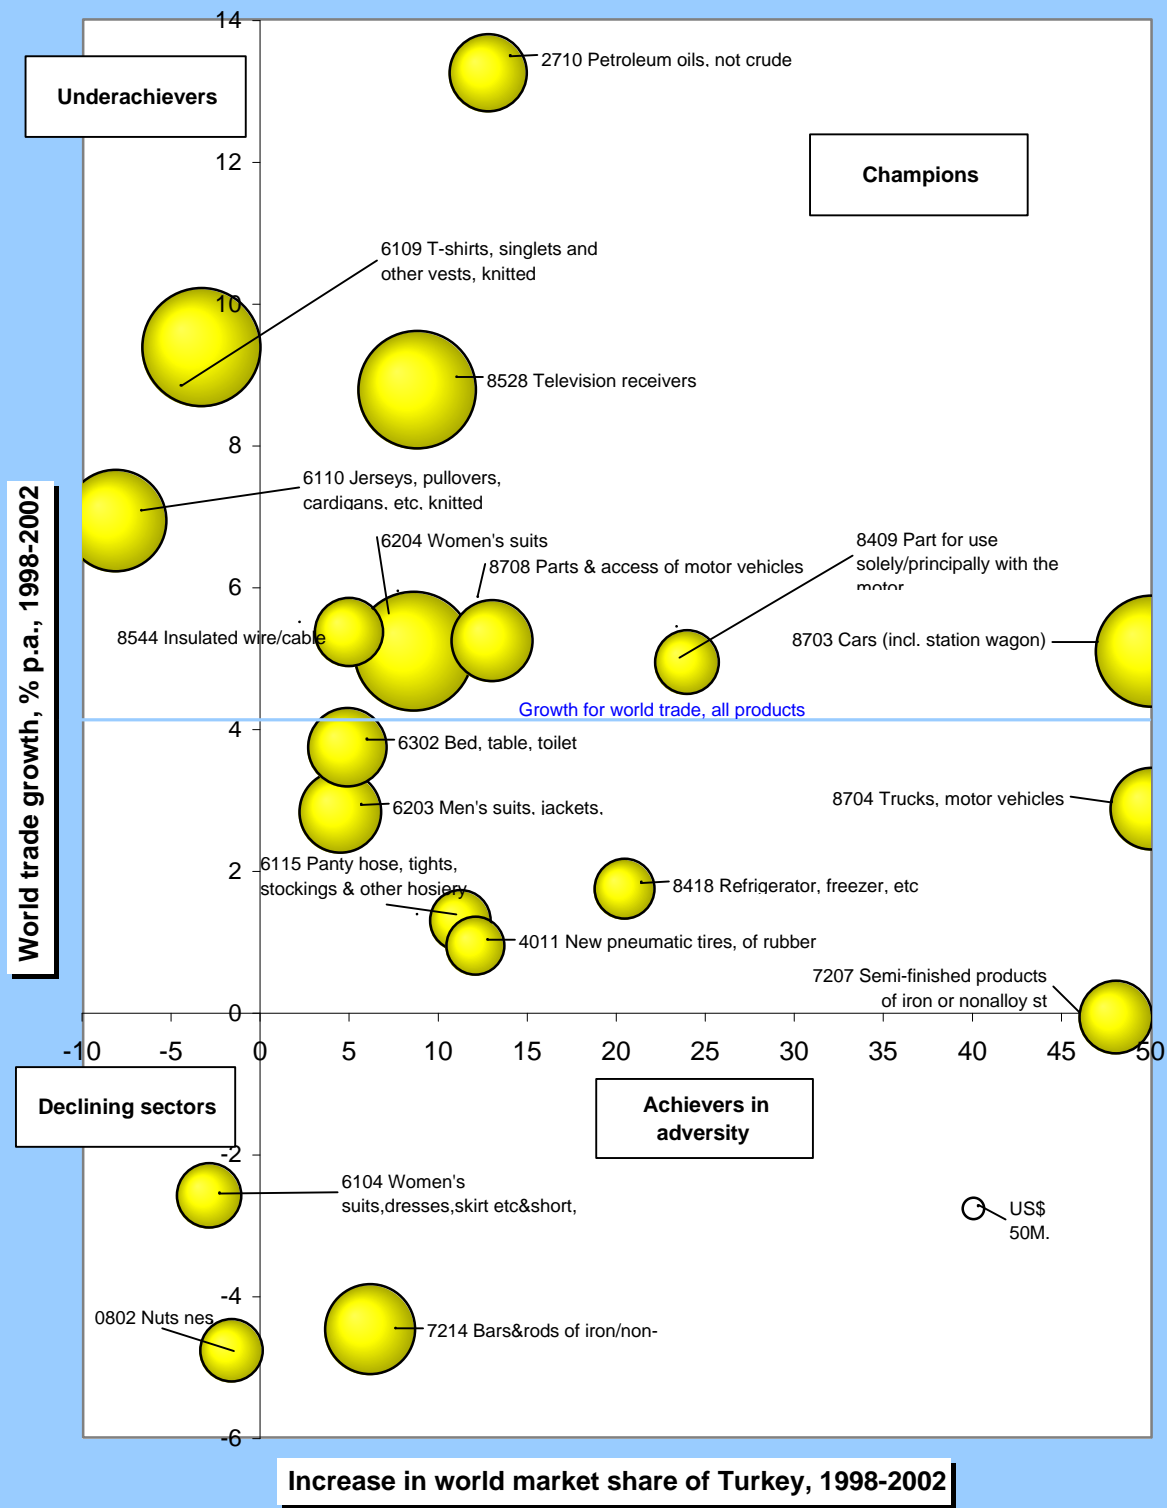 14
2710 Petroleum oils, not crude
Underachievers
12
Champions
6109 T-shirts, singlets and
other vests, knitted
10
8528 Television receivers
8
6110 Jerseys, pullovers,
cardigans, etc, knitted
6204 Women's suits
8708 Parts & access of motor vehicles
8409 Part for use
solely/principally with the
motor
6
8544 Insulated wire/cable
8703 Cars (incl. station wagon)
Growth for world trade, all products
4
6302 Bed, table, toilet
6203 Men's suits, jackets,
8704 Trucks, motor vehicles
2
6115 Panty hose, tights,
stockings & other hosiery
8418 Refrigerator, freezer, etc
4011 New pneumatic tires, of rubber
7207 Semi-finished products
of iron or nonalloy st
0
-10 -5 0 5 10 15 20 25 30 35 40 45 50
World trade growth, % p.a., 1998-2002
Declining sectors
Achievers in
adversity
-2
6104 Women's
suits,dresses,skirt etc&short,
US$
50M.
-4
0802 Nuts nes
7214 Bars&rods of iron/non-
-6
Increase in world market share of Turkey, 1998-2002